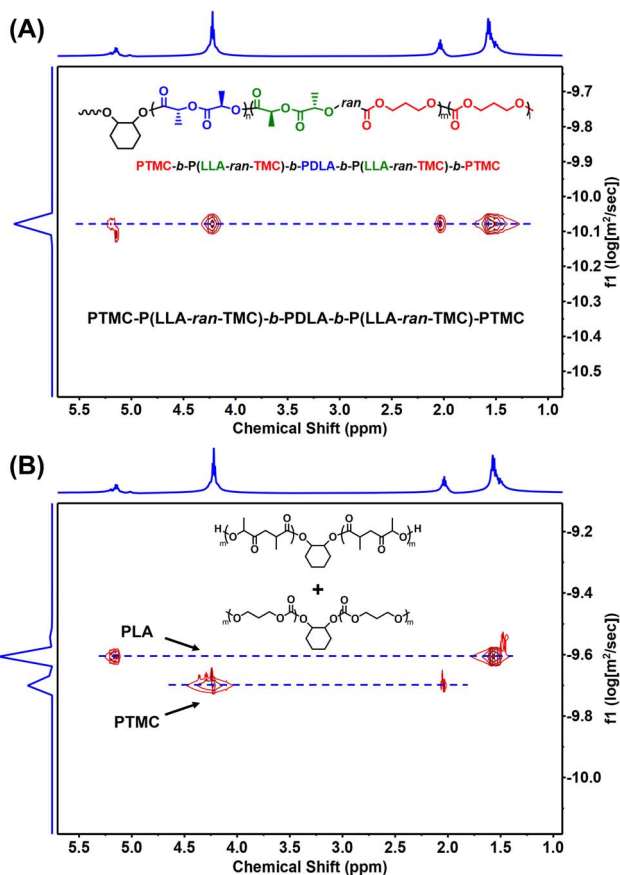 (A)
O O n O O ran O O m O O l
PTMC-b-P(LLA-ran-TMC)-b-PDLA-b-P(LLA-ran-TMC)-b-PTMC
PTMC-P(LLA-ran-TMC)-b-PDLA-b-P(LLA-ran-TMC)-PTMC
-9.7
-9.8
-9.9
-10.0
-10.1
-10.2
-10.3
-10.4
-10.5
f1 (log[m²/sec])
5.5 5.0 4.5 4.0 3.5 3.0 2.5 2.0 1.5 1.0
Chemical Shift (ppm)
(B)
H O m O O O O O m H
+
PLA
PTMC
-9.2
-9.4
-9.6
-9.8
-10.0
f1 (log[m²/sec])
5.5 5.0 4.5 4.0 3.5 3.0 2.5 2.0 1.5 1.0
Chemical Shift (ppm)